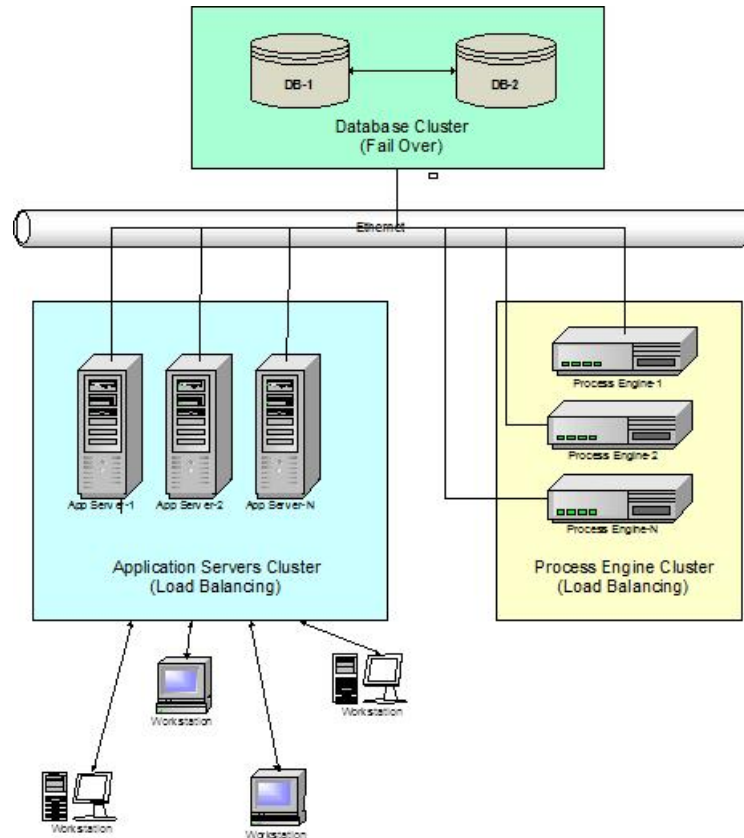 DB-1
DB-2
Database Cluster
(Fail Over)
Ethernet
App Server-1
App Server-2
App Server-N
Application Servers Cluster
(Load Balancing)
Process Engine-1
Process Engine 2
Process Engine-N
Process Engine Cluster
(Load Balancing)
Workstation
Workstation
Workstation
Workstation